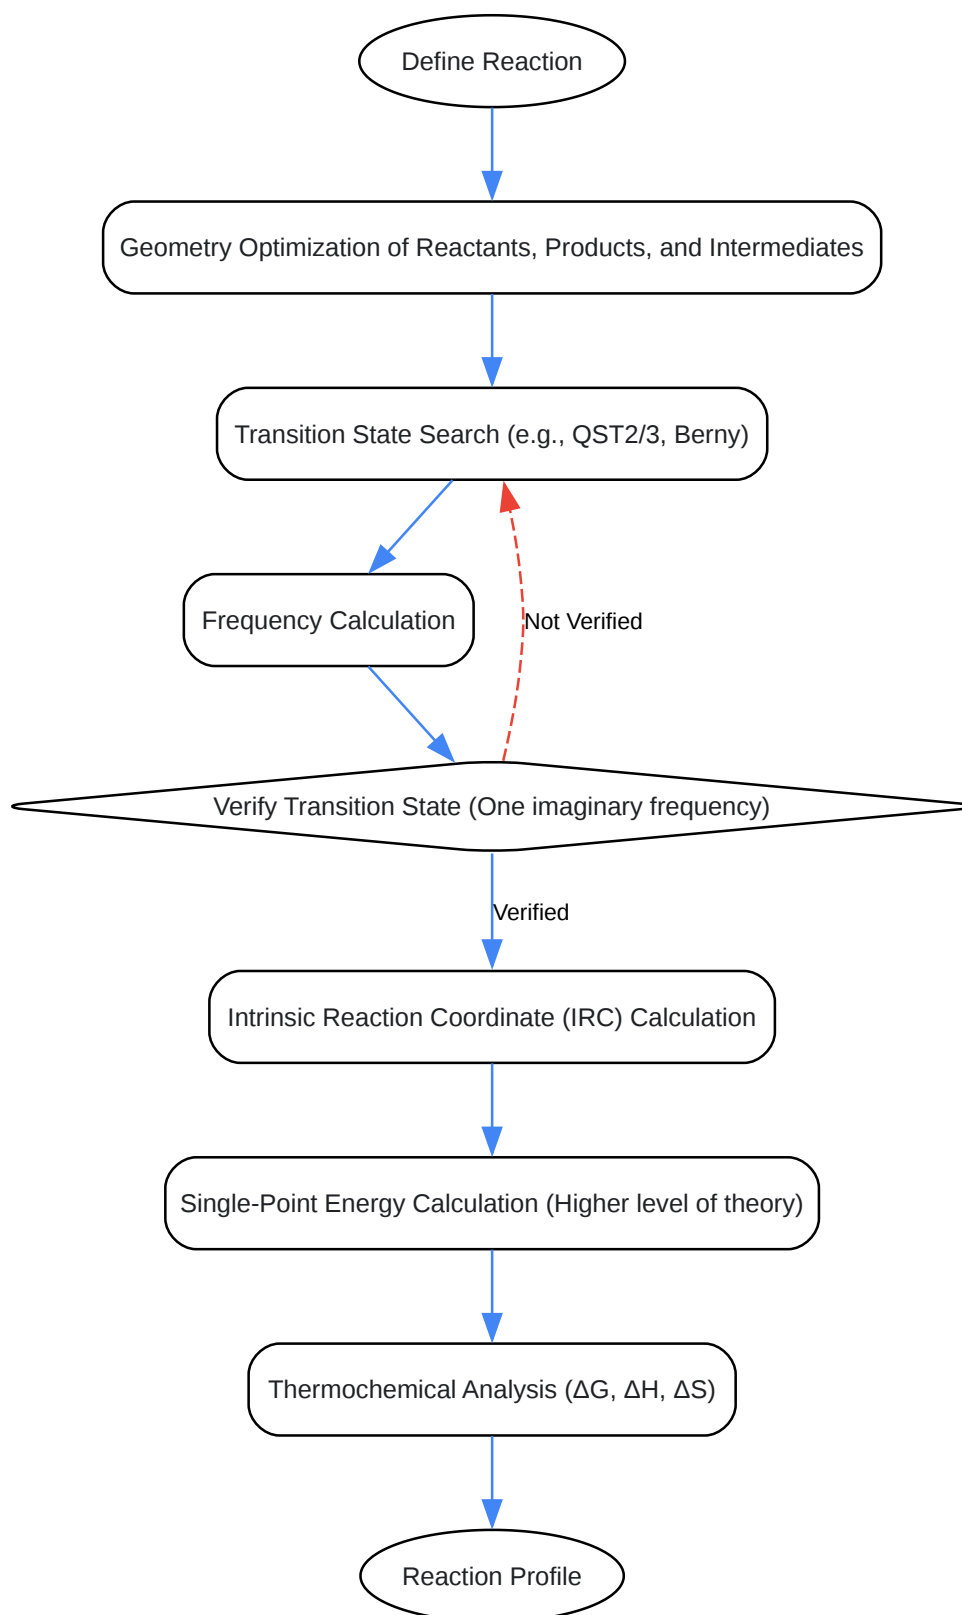 Define Reaction
Geometry Optimization of Reactants, Products, and Intermediates
Transition State Search (e.g., QST2/3, Berny)
Frequency Calculation
Not Verified
Verify Transition State (One imaginary frequency)
Verified
Intrinsic Reaction Coordinate (IRC) Calculation
Single-Point Energy Calculation (Higher level of theory)
Thermochemical Analysis (ΔG, ΔH, ΔS)
Reaction Profile